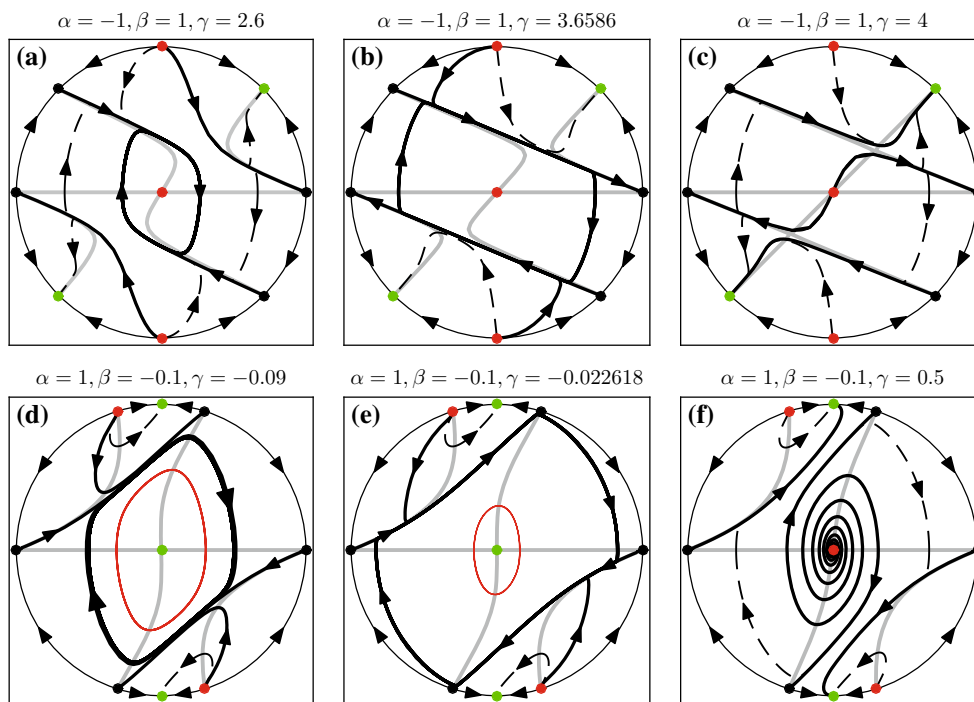 α = −1, β = 1, γ = 2.6
α = −1, β = 1, γ = 3.6586
α = −1, β = 1, γ = 4
(a)
(b)
(c)
α = 1, β = −0.1, γ = −0.09
α = 1, β = −0.1, γ = −0.022618
α = 1, β = −0.1, γ = 0.5
(d)
(e)
(f)